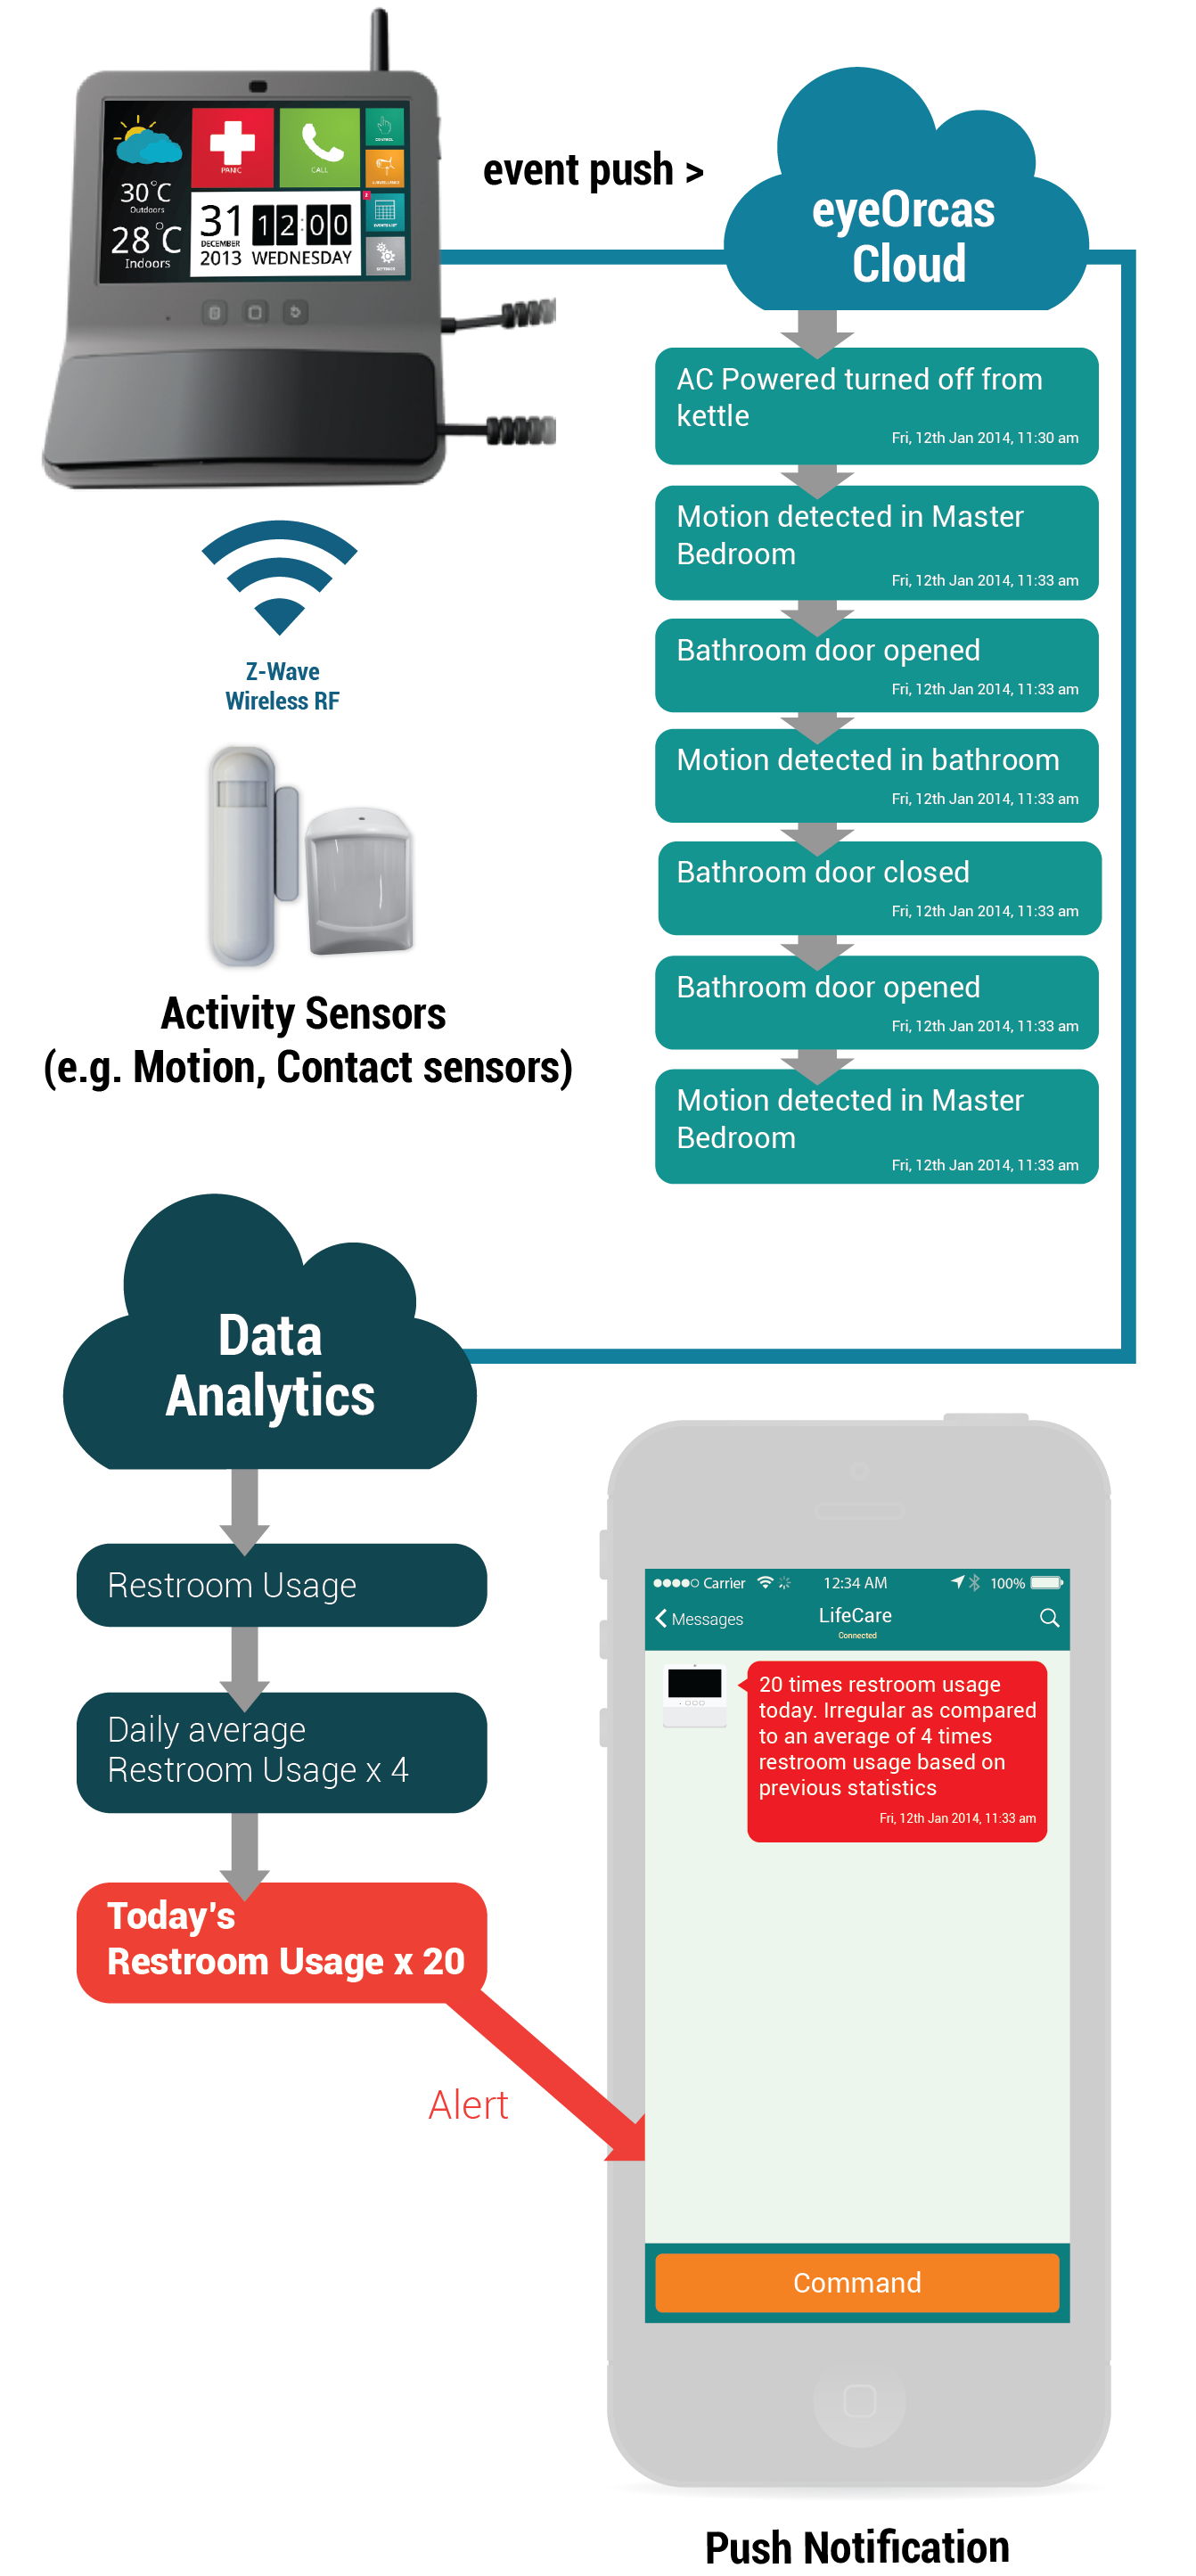 30°C
Outdoors
28°C
Indoors
PANIC
CALL
CONTROL
31
DECEMBER
2013
12:00
WEDNESDAY
EVENTS LIST
SETTINGS
event push >
eyeOrcas
Cloud
AC Powered turned off from
kettle
Fri, 12th Jan 2014, 11:30 am
Motion detected in Master
Bedroom
Fri, 12th Jan 2014, 11:33 am
Bathroom door opened
Fri, 12th Jan 2014, 11:33 am
Motion detected in bathroom
Fri, 12th Jan 2014, 11:33 am
Bathroom door closed
Fri, 12th Jan 2014, 11:33 am
Bathroom door opened
Fri, 12th Jan 2014, 11:33 am
Motion detected in Master
Bedroom
Fri, 12th Jan 2014, 11:33 am
Z-Wave
Wireless RF
Activity Sensors
(e.g. Motion, Contact sensors)
Data
Analytics
Restroom Usage
Daily average
Restroom Usage x 4
Today's
Restroom Usage x 20
Alert
Carrier 12:34 AM 100%
Messages LifeCare
Connected
20 times restroom usage
today. Irregular as compared
to an average of 4 times
restroom usage based on
previous statistics
Fri, 12th Jan 2014, 11:33 am
Command
Push Notification